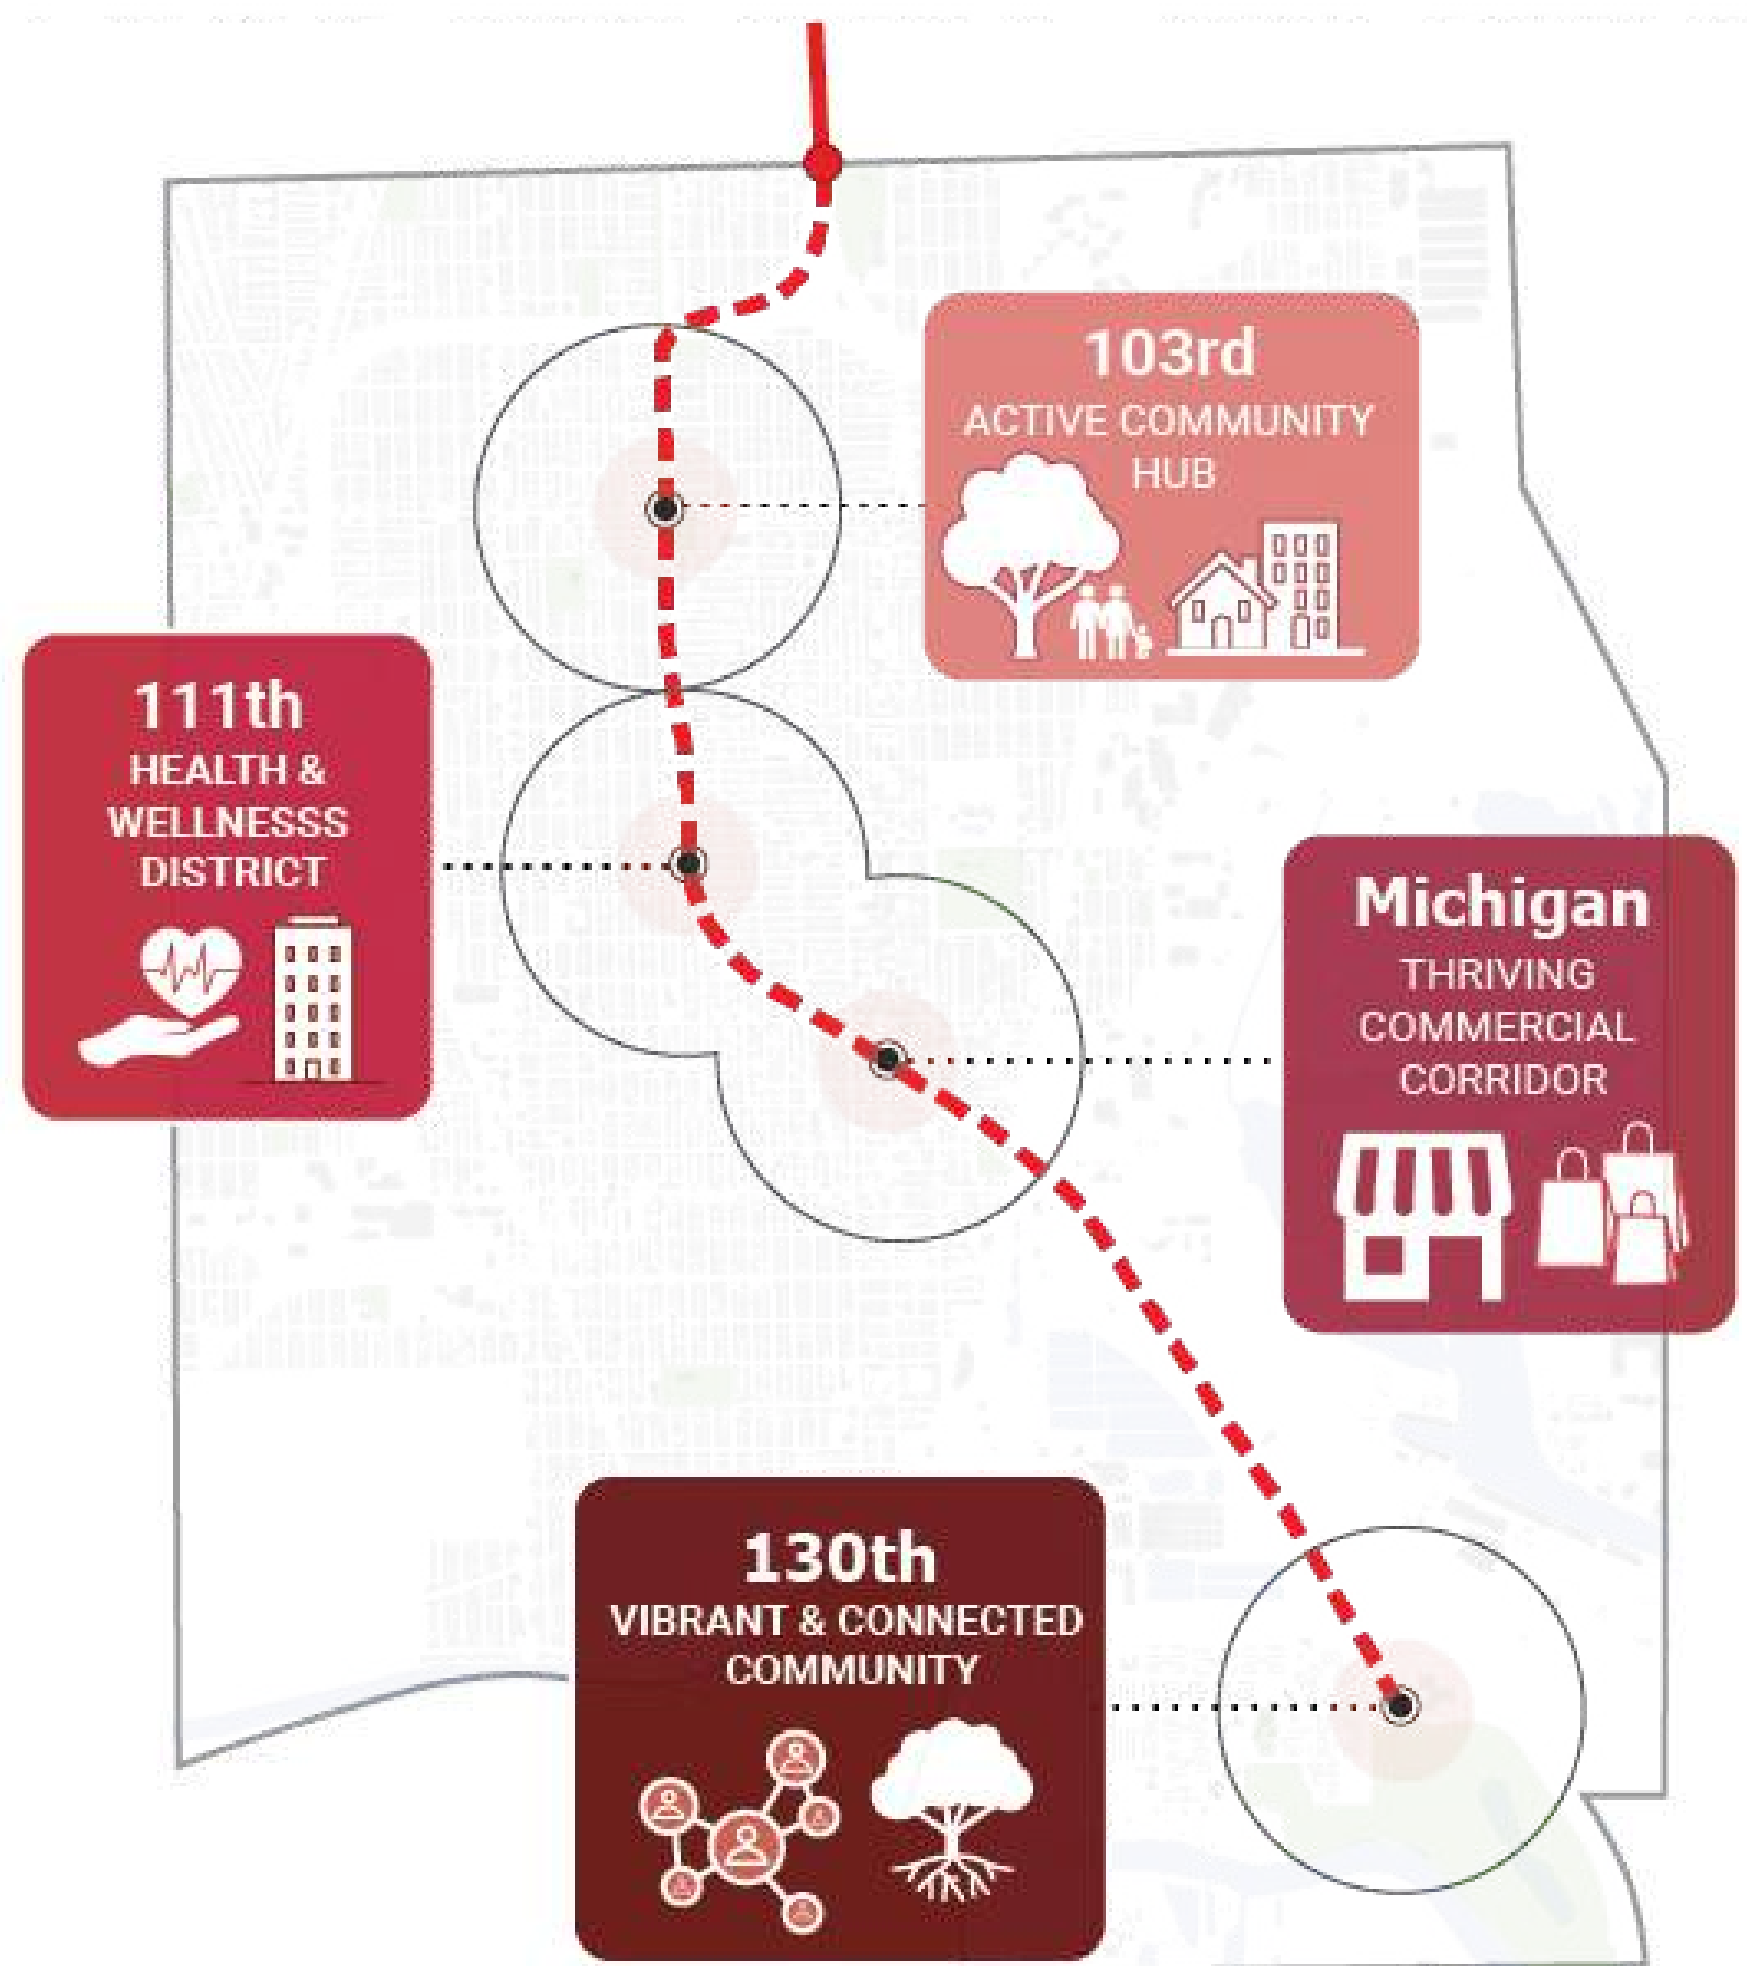 103rd
ACTIVE COMMUNITY
HUB
111th
HEALTH &
WELLNESSS
DISTRICT
Michigan
THRIVING
COMMERCIAL
CORRIDOR
130th
VIBRANT & CONNECTED
COMMUNITY